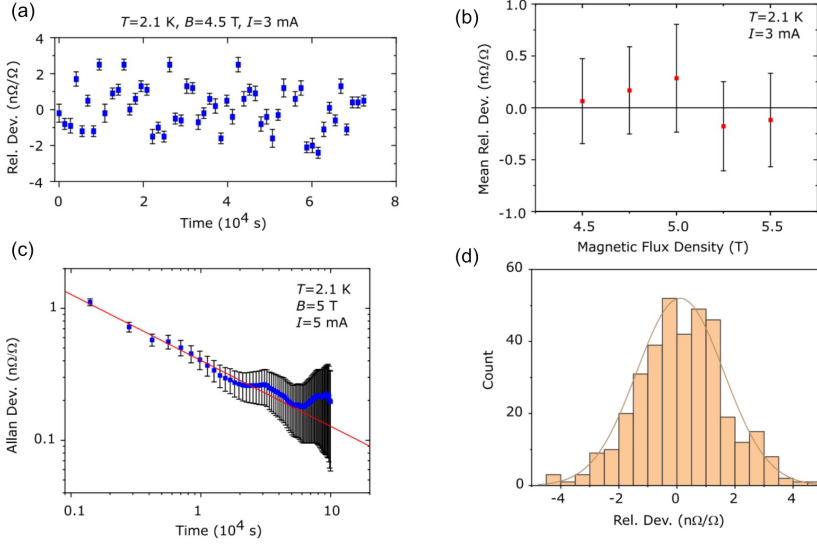 (a)
T=2.1 K, B=4.5 T, I=3 mA
4
2
0
-2
-4
0
2
4
6
8
Rel. Dev. (nΩ/Ω)
Time (10⁴ s)
(b)
T=2.1 K
I=3 mA
1.0
0.5
0.0
-0.5
-1.0
4.5
5.0
5.5
Mean Rel. Dev. (nΩ/Ω)
Magnetic Flux Density (T)
(c)
T=2.1 K
B=5 T
I=5 mA
1
0.1
0.1
1
10
Allan Dev. (nΩ/Ω)
Time (10⁴ s)
(d)
60
40
20
0
-4
-2
0
2
4
Count
Rel. Dev. (nΩ/Ω)